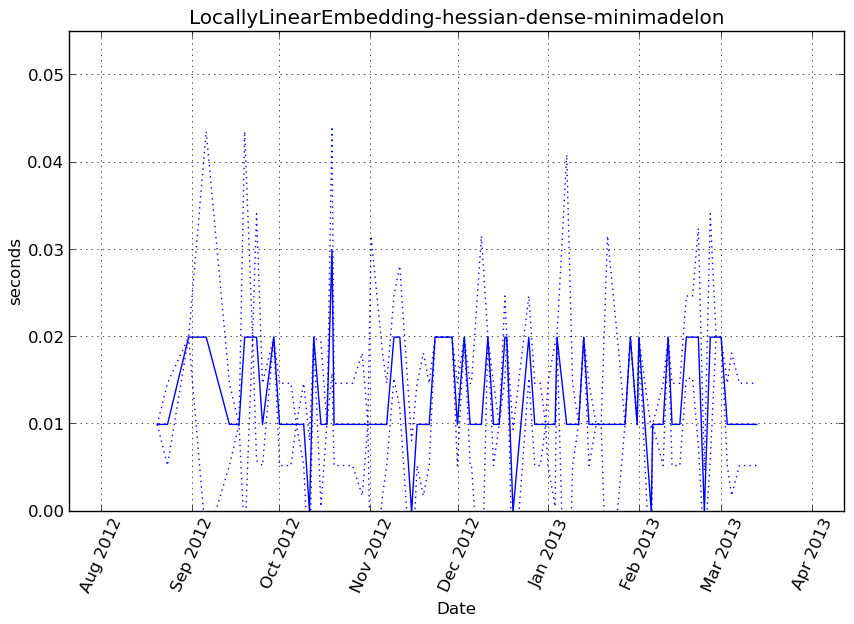 LocallyLinearEmbedding-hessian-dense-minimadelon
0.05
0.04
0.03
0.02
0.01
0.00
seconds
Aug 2012
Sep 2012
Oct 2012
Nov 2012
Dec 2012
Jan 2013
Feb 2013
Mar 2013
Apr 2013
Date